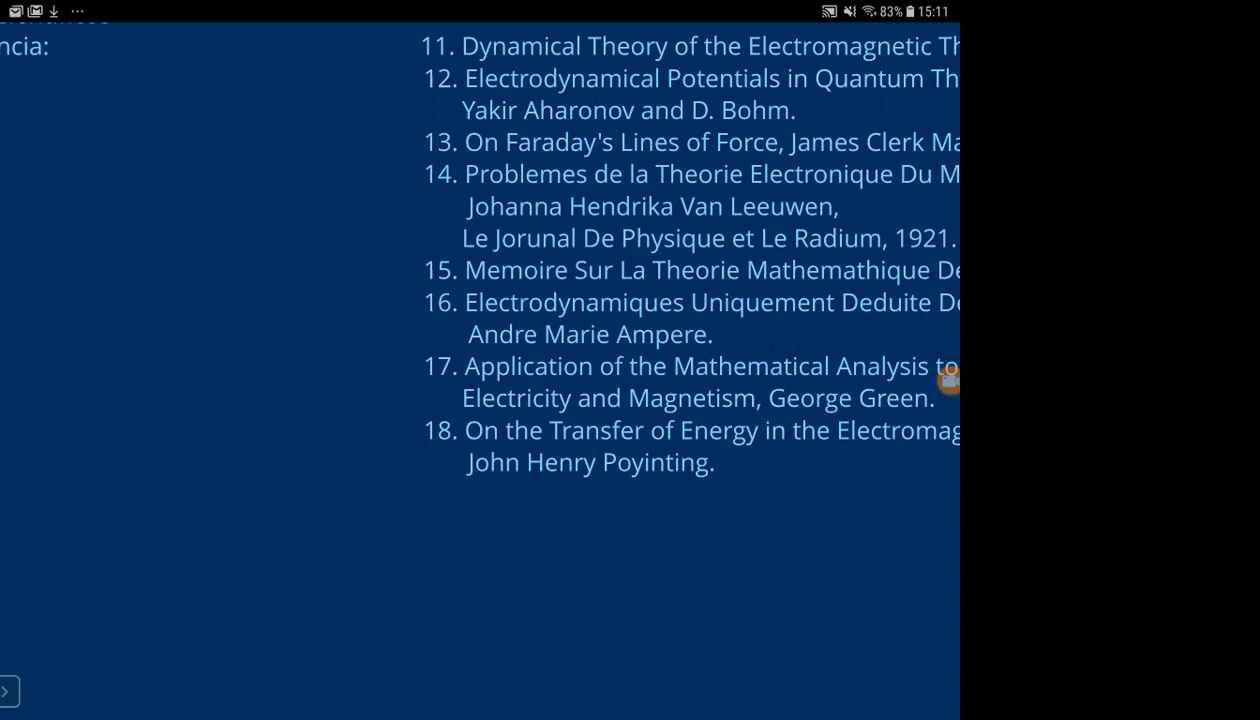 83% 15:11
ncia:
11. Dynamical Theory of the Electromagnetic Th
12. Electrodynamical Potentials in Quantum Th
Yakir Aharonov and D. Bohm.
13. On Faraday's Lines of Force, James Clerk Ma
14. Problemes de la Theorie Electronique Du M
Johanna Hendrika Van Leeuwen,
Le Jorunal De Physique et Le Radium, 1921.
15. Memoire Sur La Theorie Mathemathique De
16. Electrodynamiques Uniquement Deduite De
Andre Marie Ampere.
17. Application of the Mathematical Analysis to
Electricity and Magnetism, George Green.
18. On the Transfer of Energy in the Electromag
John Henry Poyinting.